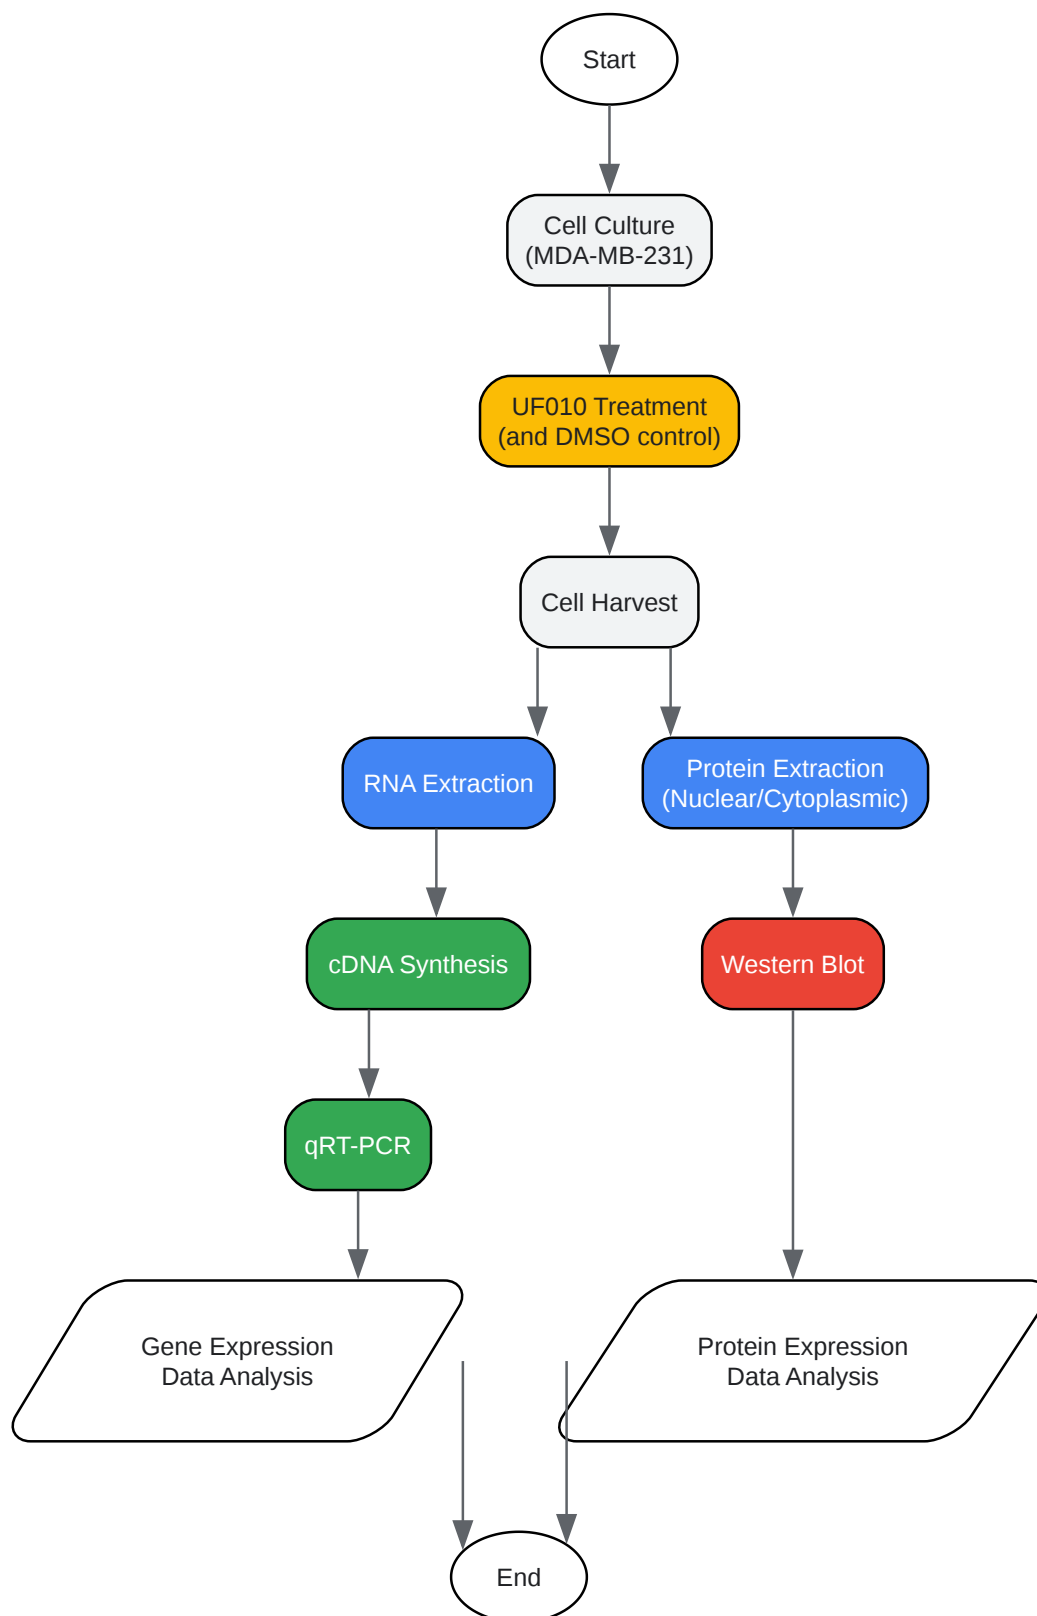 Start
Cell Culture
(MDA-MB-231)
UF010 Treatment
(and DMSO control)
Cell Harvest
RNA Extraction
Protein Extraction
(Nuclear/Cytoplasmic)
cDNA Synthesis
Western Blot
qRT-PCR
Gene Expression
Data Analysis
Protein Expression
Data Analysis
End